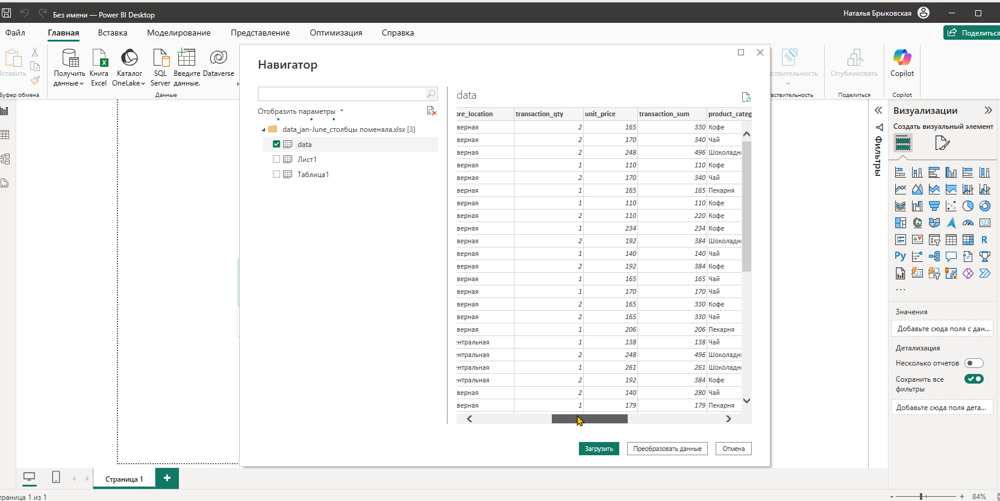 Без имени — Power BI Desktop
Наталья Брыковская
Файл Главная Вставка Моделирование Представление Оптимизация Справка
Поделиться
Вставить
Буфер обмена
Получить данные
Книга Excel
Каталог OneLake
SQL Server
Введите данные.
Dataverse
Данные
Опубликовать
Поделиться
Copilot
Copilot
Навигатор
Отобразить параметры
data_jan-June_столбцы поменяла.xlsx [3]
data
Лист1
Таблица1
data
ore_location transaction_qty unit_price transaction_sum product_categ
верная 2 165 330 Кофе
верная 2 170 340 Чай
верная 2 248 496 Шоколадн
верная 1 110 110 Кофе
верная 2 170 340 Чай
верная 1 165 165 Пекарня
верная 1 110 110 Кофе
верная 2 110 220 Кофе
верная 1 234 234 Кофе
верная 2 192 384 Шоколадн
верная 1 140 140 Чай
верная 2 192 384 Кофе
верная 1 165 165 Чай
верная 1 170 170 Чай
верная 2 165 330 Кофе
верная 2 165 330 Чай
верная 1 206 206 Пекарня
ентральная 1 138 138 Чай
ентральная 2 248 496 Шоколадн
ентральная 1 261 261 Шоколадн
ентральная 2 192 384 Кофе
верная 2 140 280 Чай
верная 1 179 179 Пекарня
Загрузить Преобразовать данные Отмена
Фильтры
Визуализации
Создать визуальный элемент
123
R
Py
123
Значения
Добавьте сюда поля с дан...
Детализация
Несколько отчетов
Сохранить все фильтры
Добавьте сюда поля дета...
Страница 1
траница 1 из 1
84%